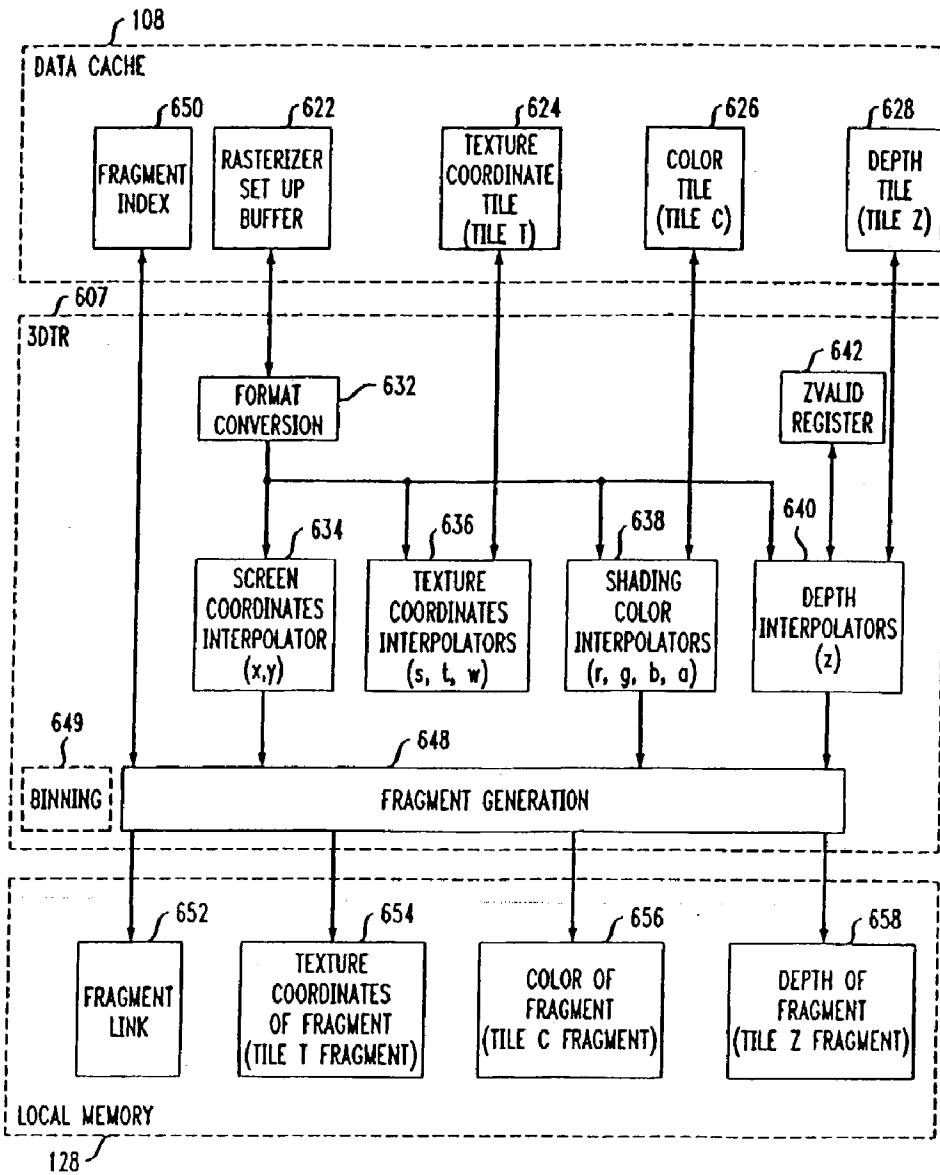 108
DATA CACHE
650
622
624
626
628
FRAGMENT
INDEX
RASTERIZER
SET UP
BUFFER
TEXTURE
COORDINATE
TILE
(TILE T)
COLOR
TILE
(TILE C)
DEPTH
TILE
(TILE Z)
607
3DTR
642
FORMAT
CONVERSION
632
ZVALID
REGISTER
634
636
638
640
SCREEN
COORDINATES
INTERPOLATOR
(x,y)
TEXTURE
COORDINATES
INTERPOLATORS
(s, t, w)
SHADING
COLOR
INTERPOLATORS
(r, g, b, a)
DEPTH
INTERPOLATORS
(z)
649
648
BINNING
FRAGMENT GENERATION
652
654
656
658
FRAGMENT
LINK
TEXTURE
COORDINATES
OF FRAGMENT
(TILE T FRAGMENT)
COLOR OF
FRAGMENT
(TILE C FRAGMENT)
DEPTH OF
FRAGMENT
(TILE Z FRAGMENT)
LOCAL MEMORY
128